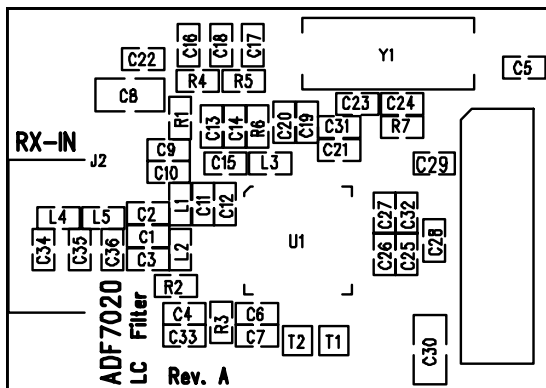 C16
C18
C17
Y1
C22
C5
R4
R5
C8
C23
C24
R1
C13
C14
R6
C20
C19
C31
R7
RX-IN
C9
C21
J2
C10
C15
L3
C29
L1
C11
C12
C27
C32
L4
L5
C2
C34
C35
C36
C1
L2
U1
C28
C3
C26
C25
R2
ADF7020
LC Filter
C4
R3
C6
C33
C7
T2
T1
C30
Rev. A